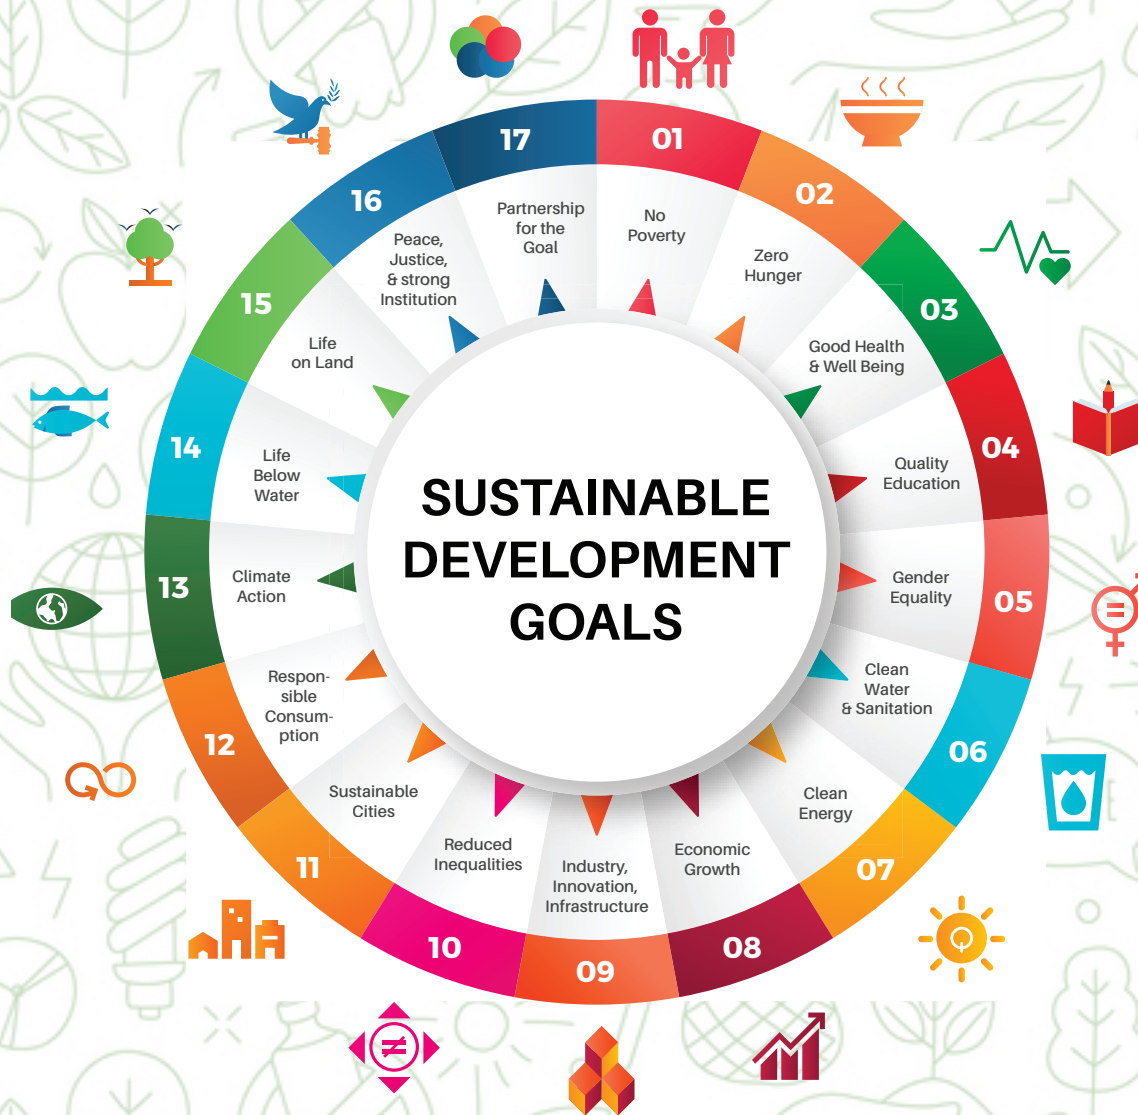 SUSTAINABLE
DEVELOPMENT
GOALS
01
No
Poverty
02
Zero
Hunger
03
Good Health
& Well Being
04
Quality
Education
05
Gender
Equality
06
Clean
Water
& Sanitation
07
Clean
Energy
08
Economic
Growth
09
Industry,
Innovation,
Infrastructure
10
Reduced
Inequalities
11
Sustainable
Cities
12
Respon-
sible
Consum-
ption
13
Climate
Action
14
Life
Below
Water
15
Life
on Land
16
Peace,
Justice,
& strong
Institution
17
Partnership
for the
Goal